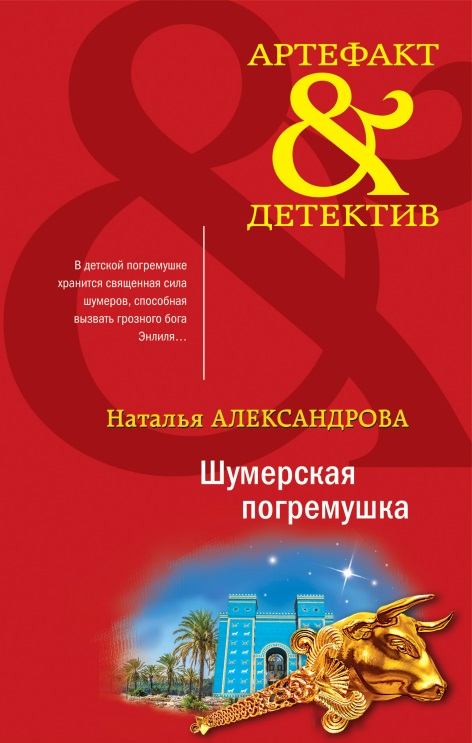 АРТЕФАКТ
&
ДЕТЕКТИВ
В детской погремушке
хранится священная сила
шумеров, способная
вызвать грозного бога
Энлиля...
Наталья АЛЕКСАНДРОВА
Шумерская
погремушка